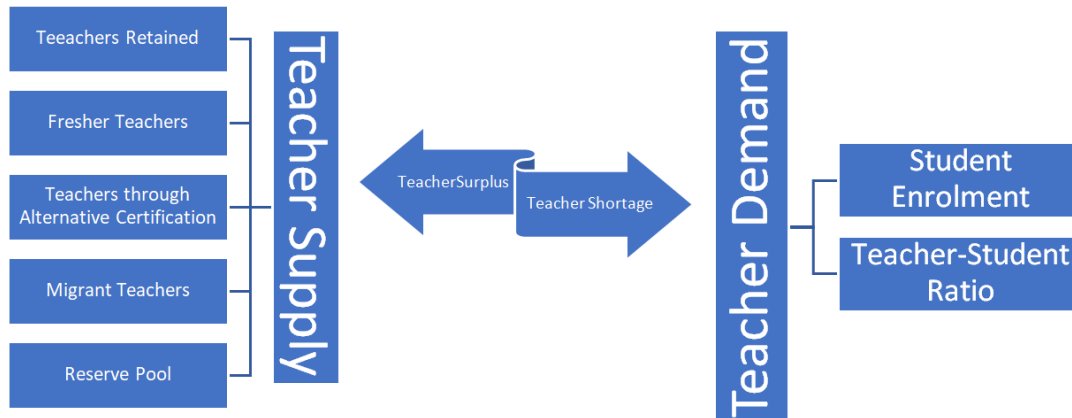 Teeachers Retained
Fresher Teachers
Teachers through
Alternative Certification
Migrant Teachers
Reserve Pool
Teacher Supply
TeacherSurplus
Teacher Shortage
Teacher Demand
Student
Enrolment
Teacher-Student
Ratio